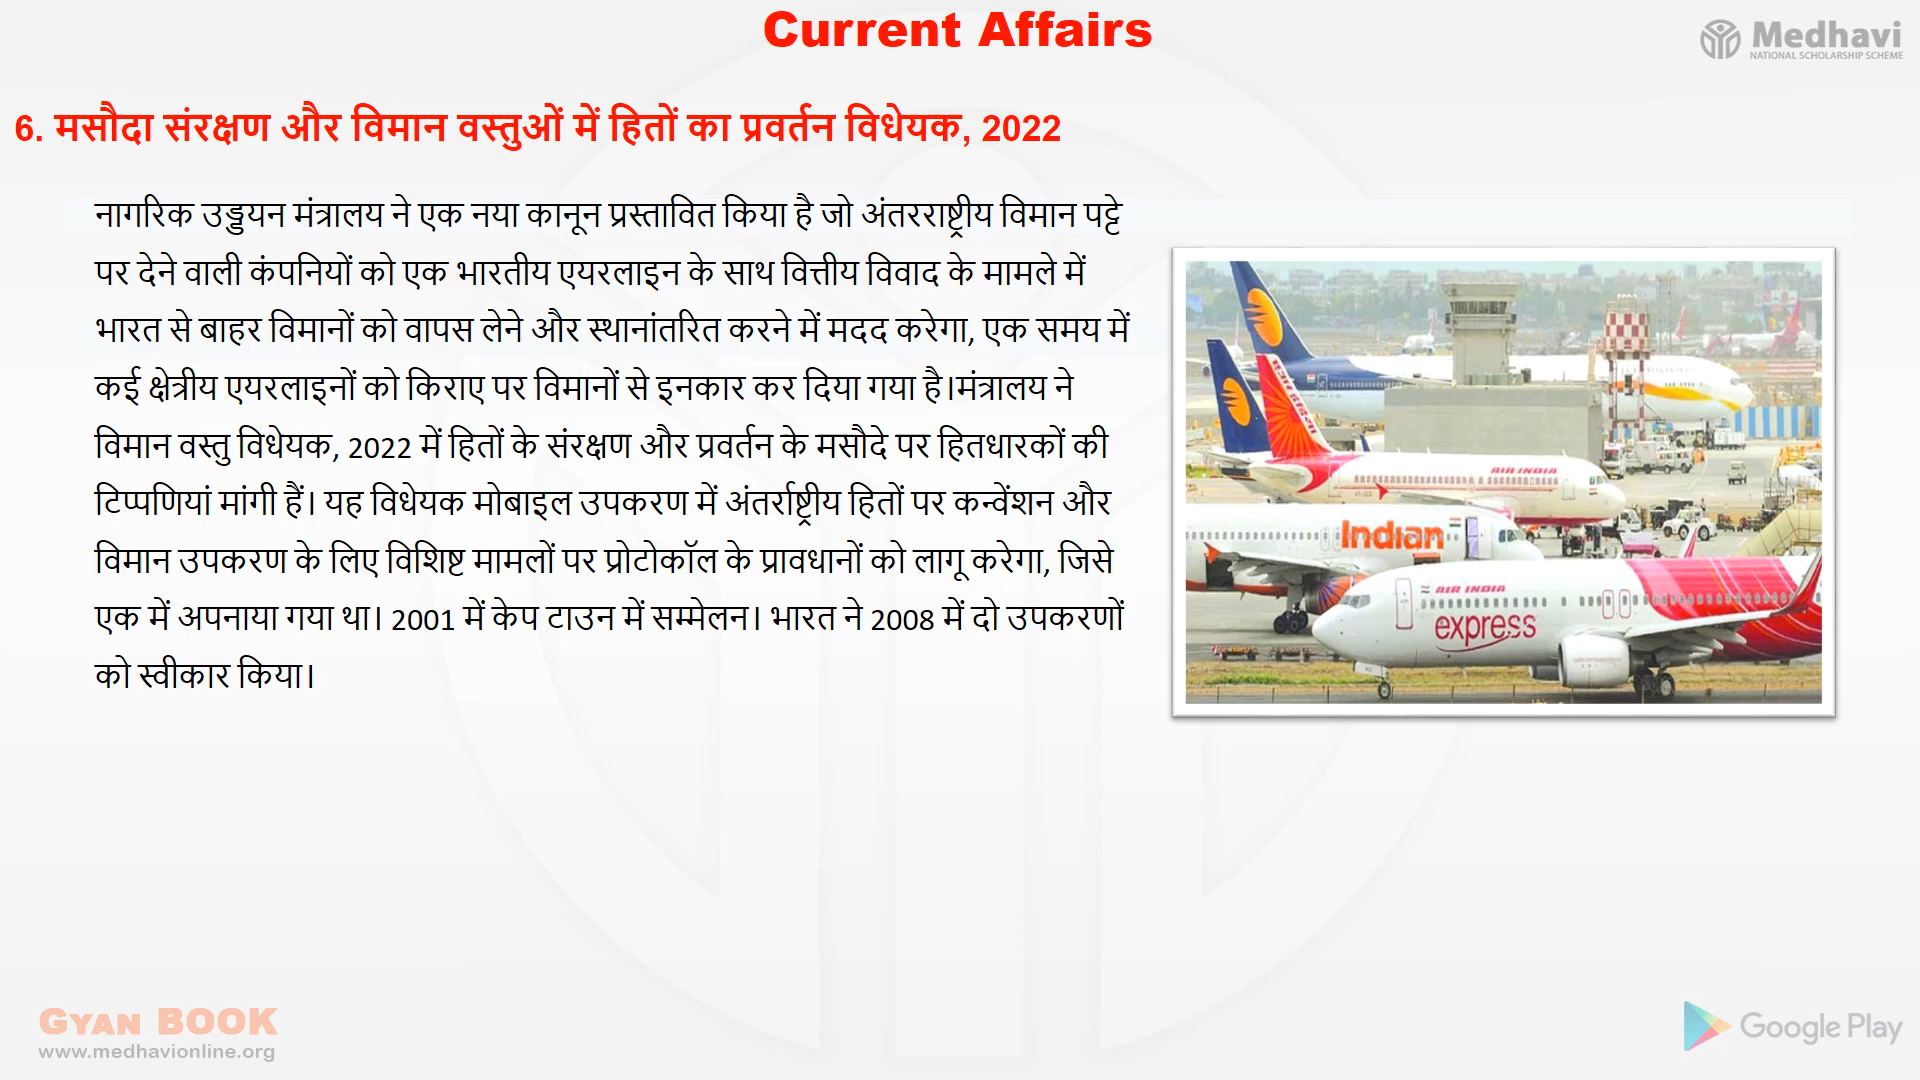 Current Affairs
Medhavi
NATIONAL SCHOLARSHIP SCHEME
6. मसौदा संरक्षण और विमान वस्तुओं में हितों का प्रवर्तन विधेयक, 2022
नागरिक उड्डयन मंत्रालय ने एक नया कानून प्रस्तावित किया है जो अंतरराष्ट्रीय विमान पट्टे
पर देने वाली कंपनियों को एक भारतीय एयरलाइन के साथ वित्तीय विवाद के मामले में
भारत से बाहर विमानों को वापस लेने और स्थानांतरित करने में मदद करेगा, एक समय में
कई क्षेत्रीय एयरलाइनों को किराए पर विमानों से इनकार कर दिया गया है।मंत्रालय ने
विमान वस्तु विधेयक, 2022 में हितों के संरक्षण और प्रवर्तन के मसौदे पर हितधारकों की
टिप्पणियां मांगी हैं। यह विधेयक मोबाइल उपकरण में अंतर्राष्ट्रीय हितों पर कन्वेंशन और
विमान उपकरण के लिए विशिष्ट मामलों पर प्रोटोकॉल के प्रावधानों को लागू करेगा, जिसे
एक में अपनाया गया था। 2001 में केप टाउन में सम्मेलन। भारत ने 2008 में दो उपकरणों
को स्वीकार किया।
AIR INDIA
Indian
AIR INDIA
express
GYAN BOOK
www.medhavionline.org
Google Play